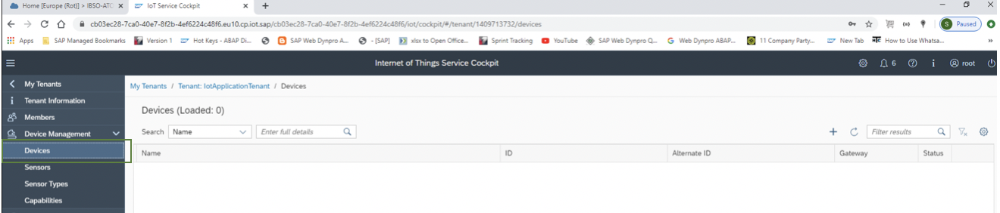 Home [Europe (Rot)] > IBSO-ATC
IoT Service Cockpit
cb03ec28-7ca0-40e7-8f2b-4ef6224c48f6.eu10.cp.iot.sap/cb03ec28-7ca0-40e7-8f2b-4ef6224c48f6/iot/cockpit/#/tenant/1409713732/devices
S Paused
Apps SAP Managed Bookmarks Version 1 Hot Keys - ABAP Di... SAP Web Dynpro A... - [SAP] xlsx to Open Office... Sprint Tracking YouTube SAP Web Dynpro Q... Web Dynpro ABAP... 11 Company Party... New Tab How to Use Whatsa... »
Internet of Things Service Cockpit
6 root
My Tenants
Tenant Information
Members
Device Management
Devices
Sensors
Sensor Types
Capabilities
My Tenants / Tenant: IotApplicationTenant / Devices
Devices (Loaded: 0)
Search Name Enter full details Filter results
Name ID Alternate ID Gateway Status